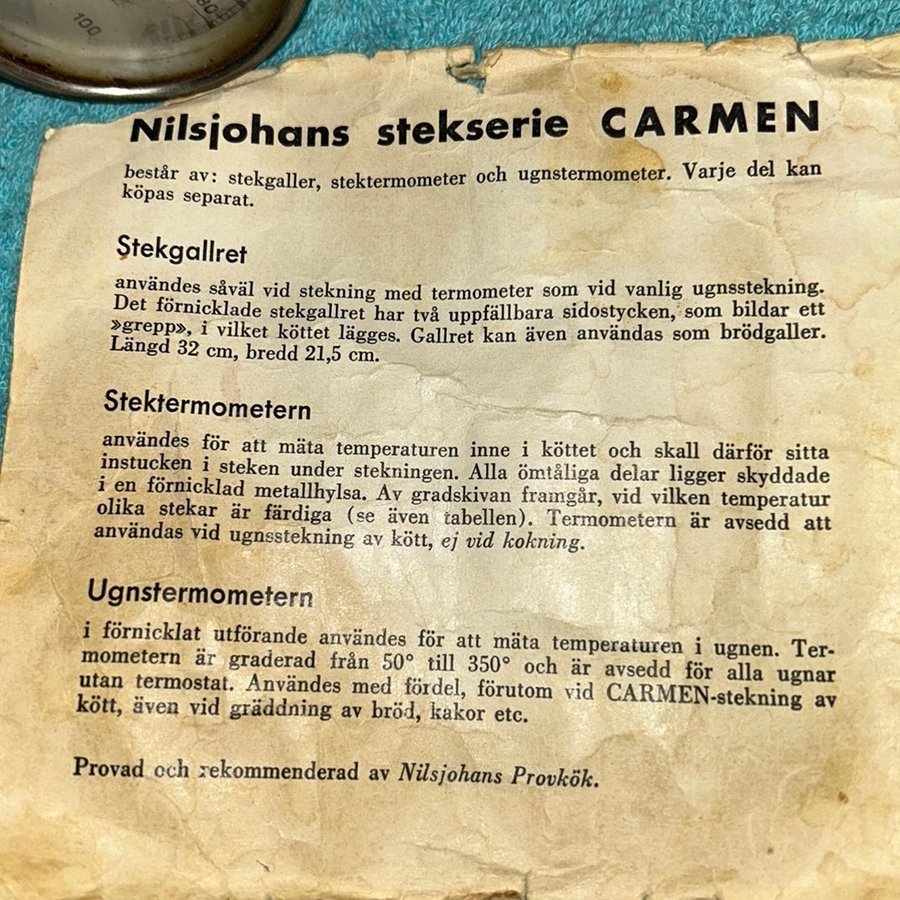 100
80
Nilsjohans stekserie CARMEN
består av: stekgaller, stektermometer och ugnstermometer. Varje del kan
köpas separat.
Stekgallret
användes såväl vid stekning med termometer som vid vanlig ugnsstekning.
Det förnicklade stekgallret har två uppfällbara sidostycken, som bildar ett
»grepp», i vilket köttet lägges. Gallret kan även användas som brödgaller.
Längd 32 cm, bredd 21,5 cm.
Stektermometern
användes för att mäta temperaturen inne i köttet och skall därför sitta
instucken i steken under stekningen. Alla ömtåliga delar ligger skyddade
i en förnicklad metallhylsa. Av gradskivan framgår, vid vilken temperatur
olika stekar är färdiga (se även tabellen). Termometern är avsedd att
användas vid ugnsstekning av kött, ej vid kokning.
Ugnstermometern
i förnicklat utförande användes för att mäta temperaturen i ugnen. Ter-
mometern är graderad från 50° till 350° och är avsedd för alla ugnar
utan termostat. Användes med fördel, förutom vid CARMEN-stekning av
kött, även vid gräddning av bröd, kakor etc.
Provad och rekommenderad av Nilsjohans Provkök.